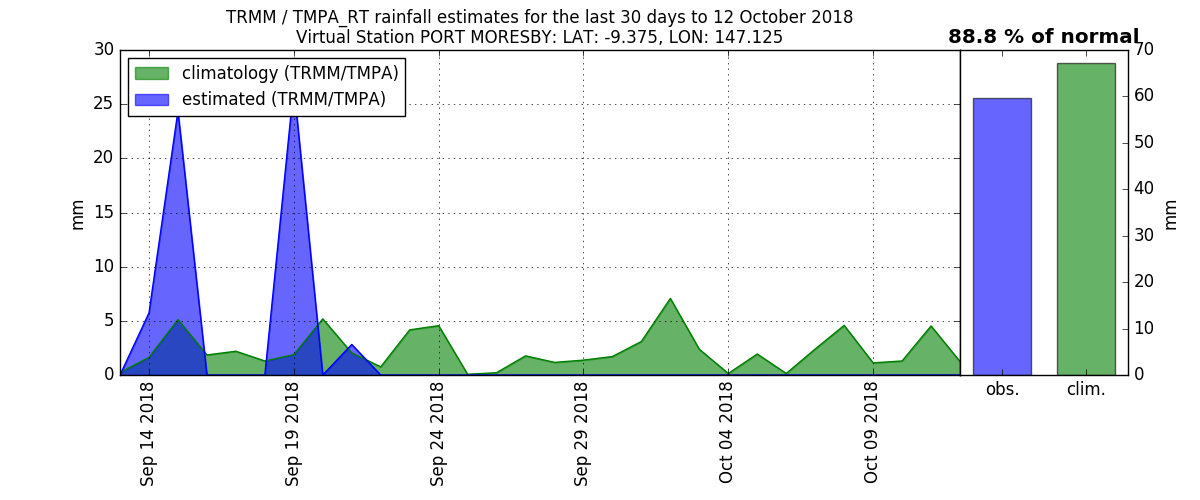 TRMM / TMPA_RT rainfall estimates for the last 30 days to 12 October 2018
Virtual Station PORT MORESBY: LAT: -9.375, LON: 147.125
88.8 % of normal
climatology (TRMM/TMPA)
estimated (TRMM/TMPA)
30
25
20
15
10
5
0
mm
Sep 14 2018
Sep 19 2018
Sep 24 2018
Sep 29 2018
Oct 04 2018
Oct 09 2018
obs.
clim.
70
60
50
40
30
20
10
0
mm